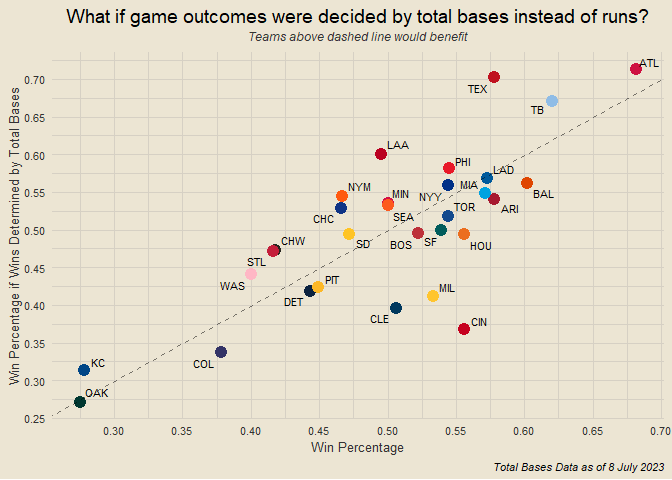 What if game outcomes were decided by total bases instead of runs?
Teams above dashed line would benefit
Win Percentage if Wins Determined by Total Bases
0.70
0.65
0.60
0.55
0.50
0.45
0.40
0.35
0.30
0.25
ATL
TEX
TB
LAA
PHI
LAD
NYM
MIN
NYY
MIA
BAL
CHC
SEA
TOR
ARI
SD
BOS
SF
HOU
CHW
STL
WAS
PIT
DET
MIL
CLE
CIN
COL
KC
OAK
0.30
0.35
0.40
0.45
0.50
0.55
0.60
0.65
0.70
Win Percentage
Total Bases Data as of 8 July 2023